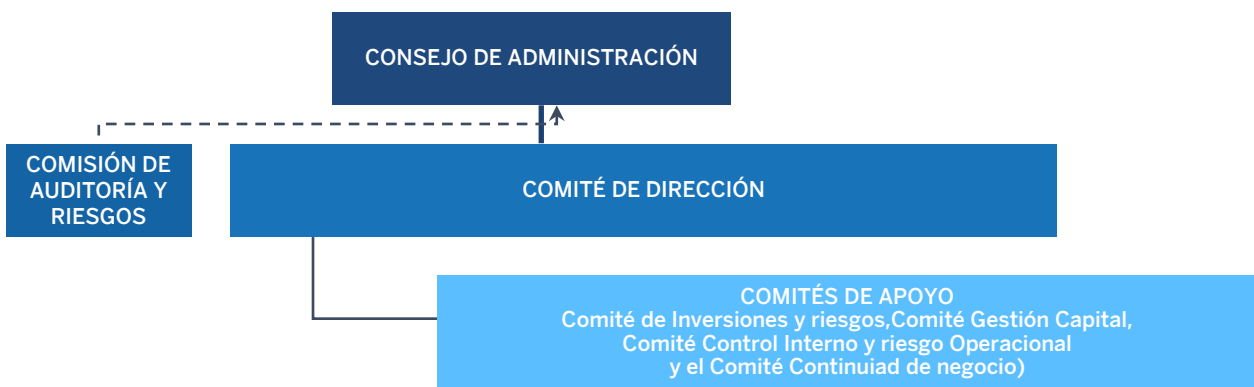 CONSEJO DE ADMINISTRACIÓN
COMISIÓN DE
AUDITORÍA Y
RIESGOS
COMITÉ DE DIRECCIÓN
COMITÉS DE APOYO
Comité de Inversiones y riesgos,Comité Gestión Capital,
Comité Control Interno y riesgo Operacional
y el Comité Continuiad de negocio)